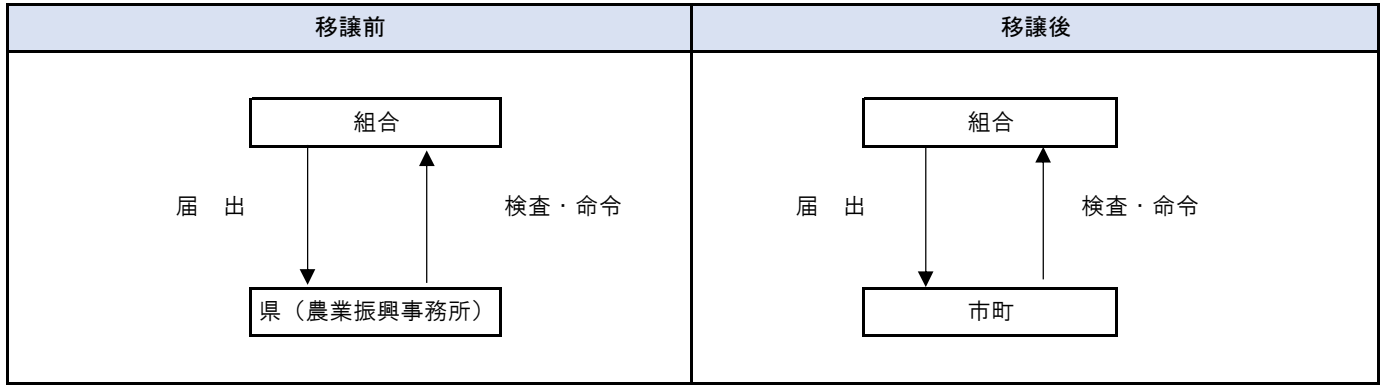 移譲前
移譲後
組合
届　出
検査・命令
県（農業振興事務所）
組合
届　出
検査・命令
市町